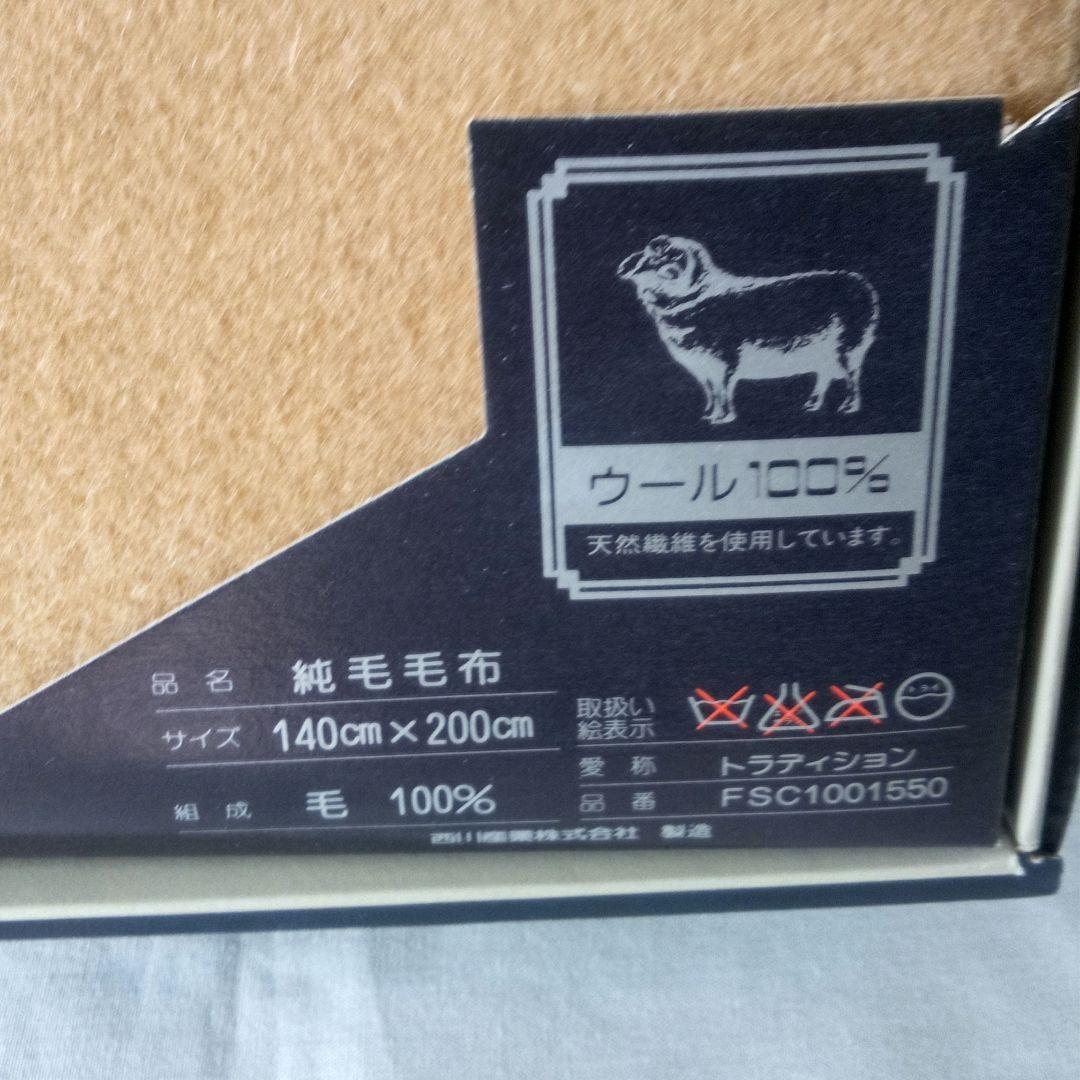 ウール100%
天然繊維を使用しています。
品名 純毛毛布
サイズ 140cm×200cm
組成 毛 100%
取扱い
絵表示
愛称 トラディション
品番 FSC1001550
西川産業株式会社 製造